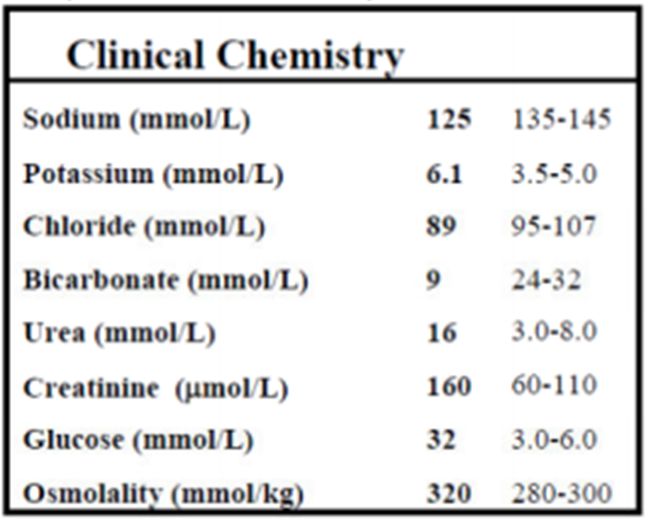 Clinical Chemistry
Sodium (mmol/L) 125 135-145
Potassium (mmol/L) 6.1 3.5-5.0
Chloride (mmol/L) 89 95-107
Bicarbonate (mmol/L) 9 24-32
Urea (mmol/L) 16 3.0-8.0
Creatinine (µmol/L) 160 60-110
Glucose (mmol/L) 32 3.0-6.0
Osmolality (mmol/kg) 320 280-300